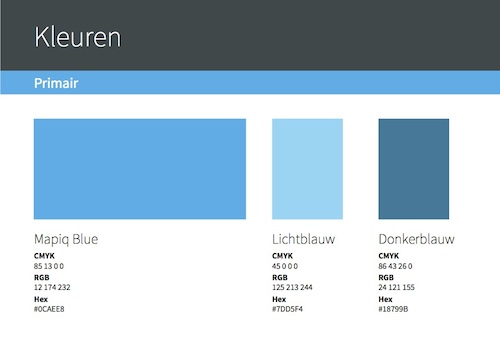 Kleuren
Primair
Mapiq Blue
CMYK
85 13 0 0
RGB
12 174 232
Hex
#0CAEE8
Lichtblauw
CMYK
45 0 0 0
RGB
125 213 244
Hex
#7DD5F4
Donkerblauw
CMYK
86 43 26 0
RGB
24 121 155
Hex
#18799B